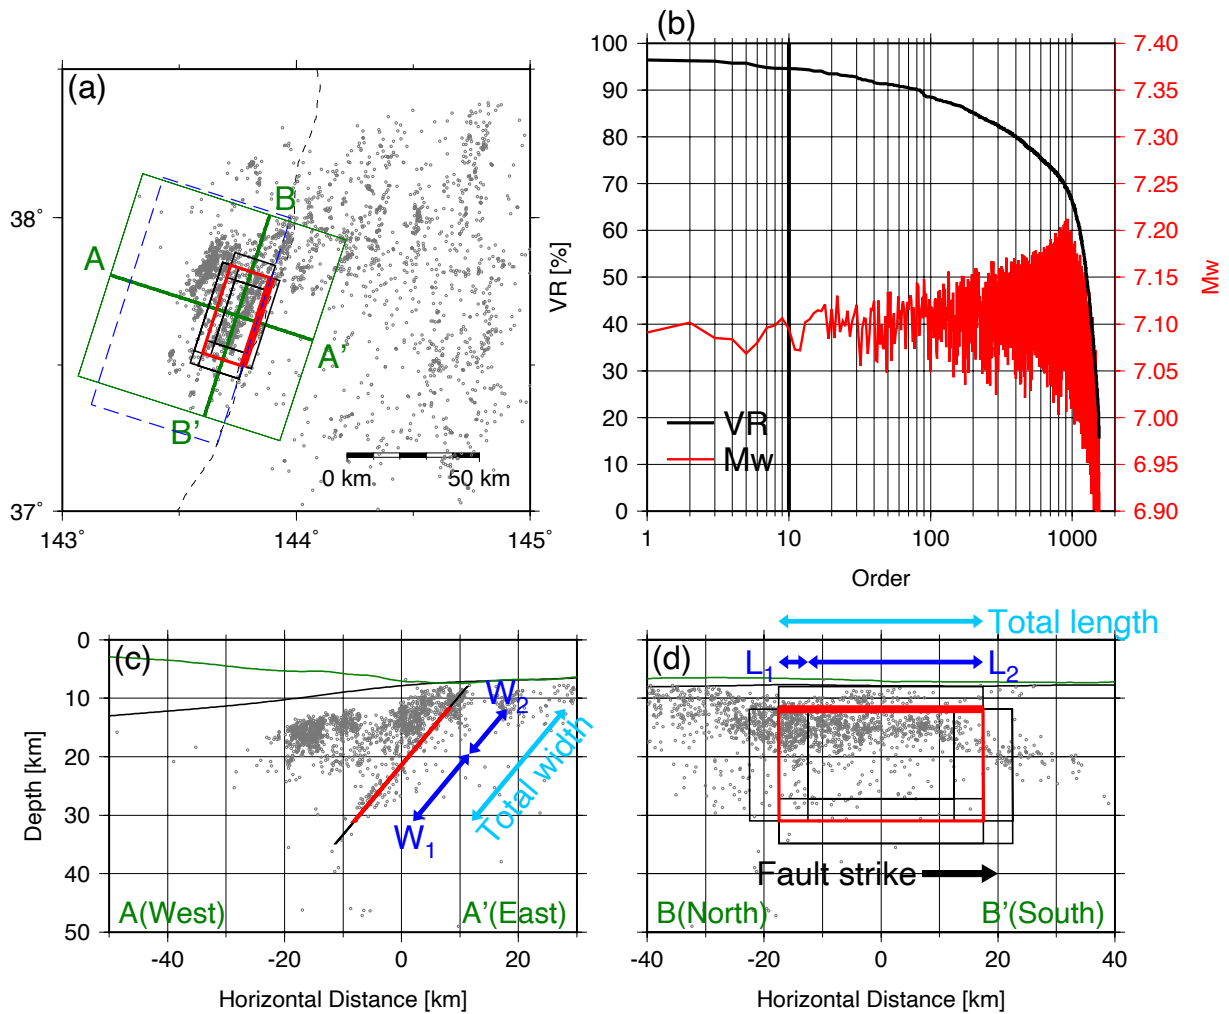 (a)
38˚
37˚
143˚
144˚
145˚
A
B
A'
B'
0 km
50 km
(b)
100
90
80
70
60
50
40
30
20
10
0
VR [%]
7.40
7.35
7.30
7.25
7.20
7.15
7.10
7.05
7.00
6.95
6.90
Mw
VR
Mw
1
10
100
1000
Order
(c)
0
10
20
30
40
50
Depth [km]
W2
W1
Total width
A(West)
A'(East)
-40
-20
0
20
Horizontal Distance [km]
Total length
(d)
L1
L2
Fault strike
B(North)
B'(South)
-40
-20
0
20
40
Horizontal Distance [km]